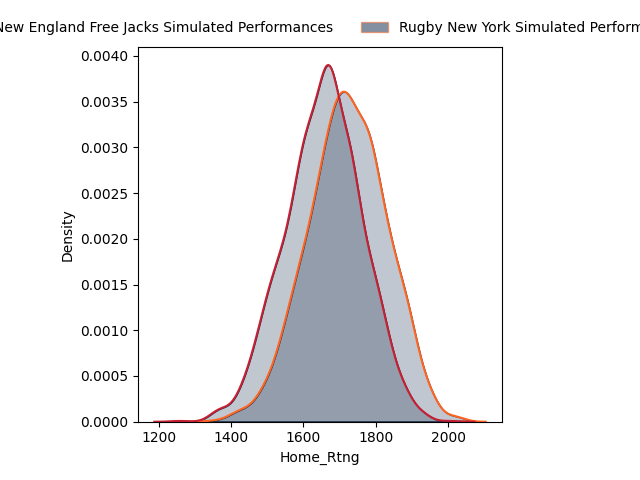 New England Free Jacks Simulated Performances
Rugby New York Simulated Perform
0.0040
0.0035
0.0030
0.0025
0.0020
0.0015
0.0010
0.0005
0.0000
Density
1200 1400 1600 1800 2000
Home_Rtng